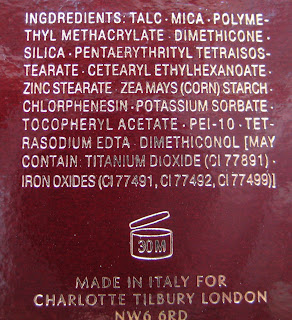 INGDREDIENTS: TALC · MICA · POLYME-
THYL METHACRYLATE · DIMETHICONE ·
SILICA · PENTAERYTHRITYL TETRAISOS-
TEARATE · CETEARYL ETHYLHEXANOATE ·
ZINC STEARATE · ZEA MAYS (CORN) STARCH ·
CHLORPHENESIN · POTASSIUM SORBATE ·
TOCOPHERYL ACETATE · PEI-10 · TET-
RASODIUM EDTA · DIMETHICONOL [MAY
CONTAIN: TITANIUM DIOXIDE (CI 77891) ·
IRON OXIDES (CI 77491, CI 77492, CI 77499)]
30M
MADE IN ITALY FOR
CHARLOTTE TILBURY LONDON
NW6 6RD